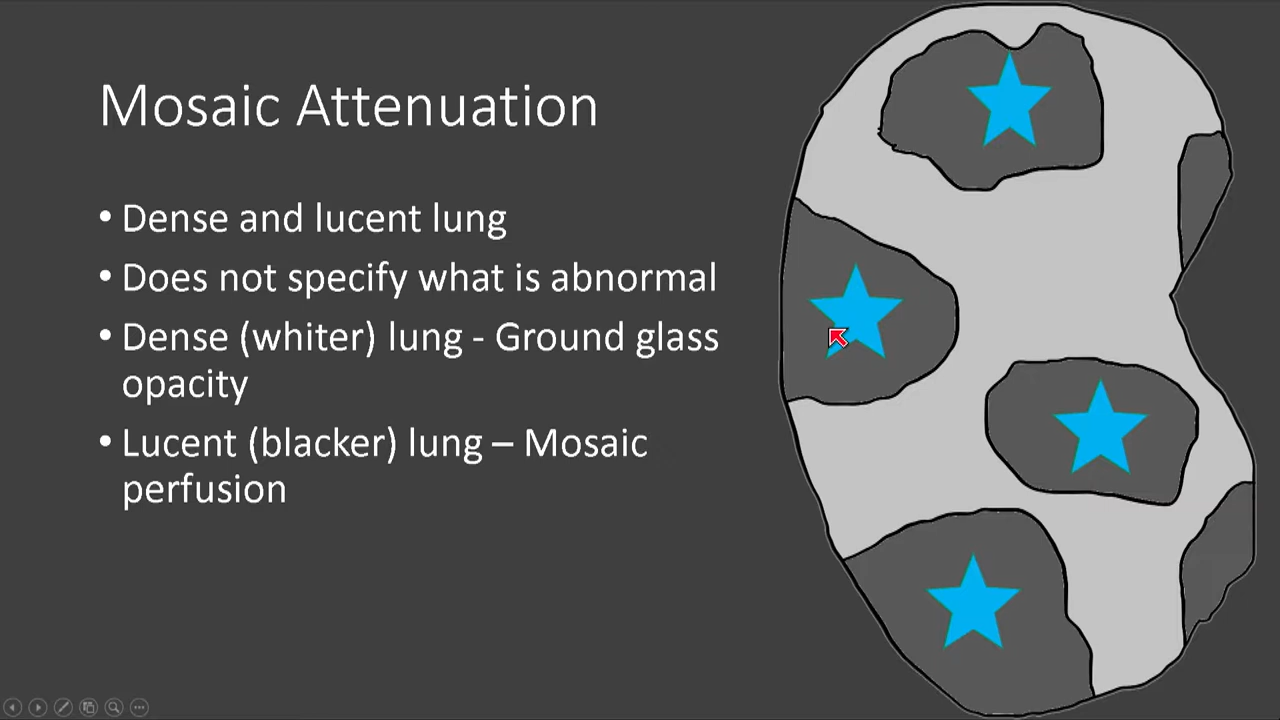 Mosaic Attenuation
• Dense and lucent lung
• Does not specify what is abnormal
• Dense (whiter) lung - Ground glass
opacity
• Lucent (blacker) lung – Mosaic
perfusion